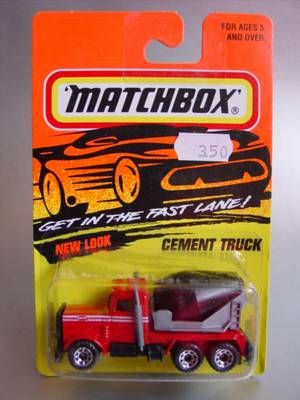 FOR AGES 3
AND OVER
MATCHBOX®
350
GET IN THE FAST LANE!
NEW LOOK
CEMENT TRUCK